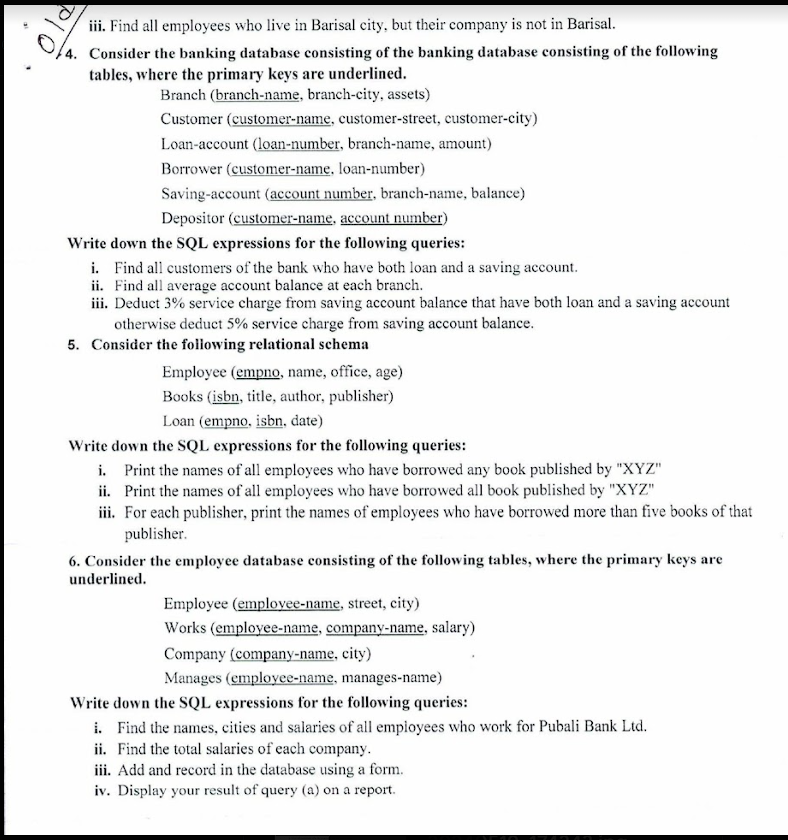 Old
iii. Find all employees who live in Barisal city, but their company is not in Barisal.
4. Consider the banking database consisting of the banking database consisting of the following
tables, where the primary keys are underlined.
Branch (branch-name, branch-city, assets)
Customer (customer-name, customer-street, customer-city)
Loan-account (loan-number, branch-name, amount)
Borrower (customer-name, loan-number)
Saving-account (account number, branch-name, balance)
Depositor (customer-name, account number)
Write down the SQL expressions for the following queries:
i. Find all customers of the bank who have both loan and a saving account.
ii. Find all average account balance at each branch.
iii. Deduct 3% service charge from saving account balance that have both loan and a saving account
otherwise deduct 5% service charge from saving account balance.
5. Consider the following relational schema
Employee (empno, name, office, age)
Books (isbn, title, author, publisher)
Loan (empno, isbn, date)
Write down the SQL expressions for the following queries:
i. Print the names of all employees who have borrowed any book published by "XYZ"
ii. Print the names of all employees who have borrowed all book published by "XYZ"
iii. For each publisher, print the names of employees who have borrowed more than five books of that
publisher.
6. Consider the employee database consisting of the following tables, where the primary keys are
underlined.
Employee (employee-name, street, city)
Works (employee-name, company-name, salary)
Company (company-name, city)
Manages (employee-name, manages-name)
Write down the SQL expressions for the following queries:
i. Find the names, cities and salaries of all employees who work for Pubali Bank Ltd.
ii. Find the total salaries of each company.
iii. Add and record in the database using a form.
iv. Display your result of query (a) on a report.